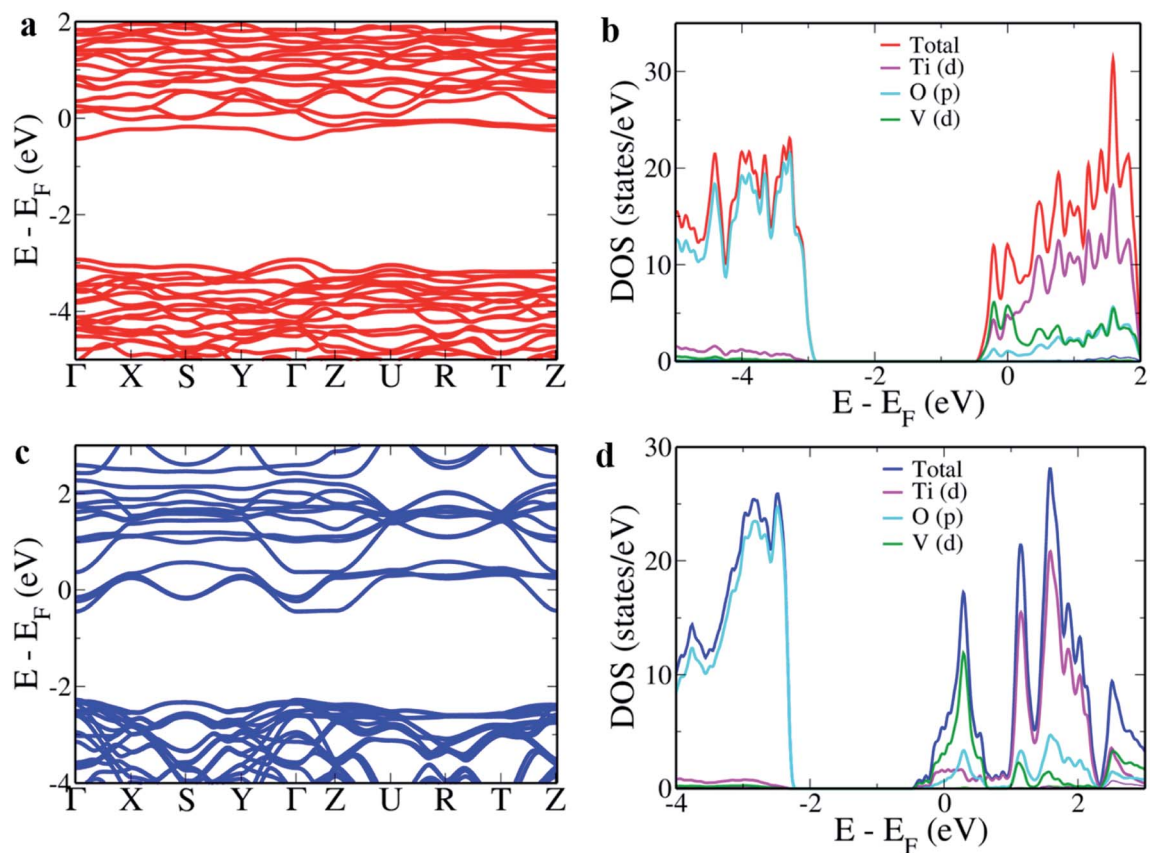 a
2
0
-2
-4
E - E_F (eV)
Γ X S Y Γ Z U R T Z
b
30
20
10
0
DOS (states/eV)
Total
Ti (d)
O (p)
V (d)
-4 -2 0 2
E - E_F (eV)
c
2
0
-2
-4
E - E_F (eV)
Γ X S Y Γ Z U R T Z
d
30
20
10
0
DOS (states/eV)
Total
Ti (d)
O (p)
V (d)
-4 -2 0 2
E - E_F (eV)